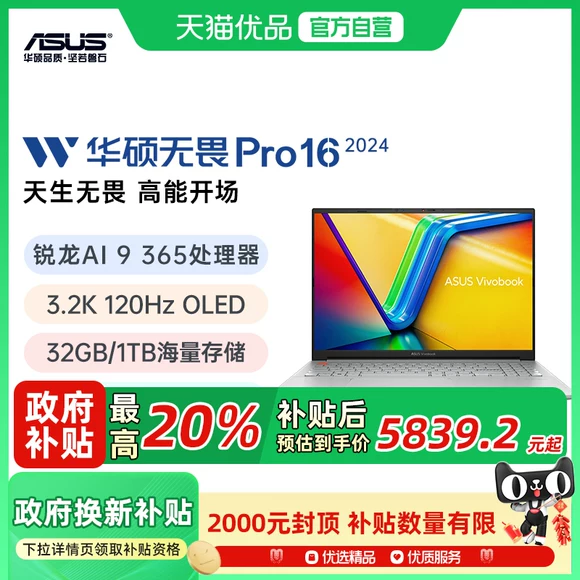 ASUS
华硕品质·坚若磐石
天猫优品 官方自营
华硕无畏Pro16 2024
天生无畏 高能开场
锐龙AI 9 365处理器
3.2K 120Hz OLED
32GB/1TB海量存储
ASUS Vivobook
ASUS Vivobook
政府补贴
最高20%
补贴后
预估到手价 5839.2 元起
政府换新补贴
下拉详情页领取补贴资格
2000元封顶 补贴数量有限
优选精品
优质服务